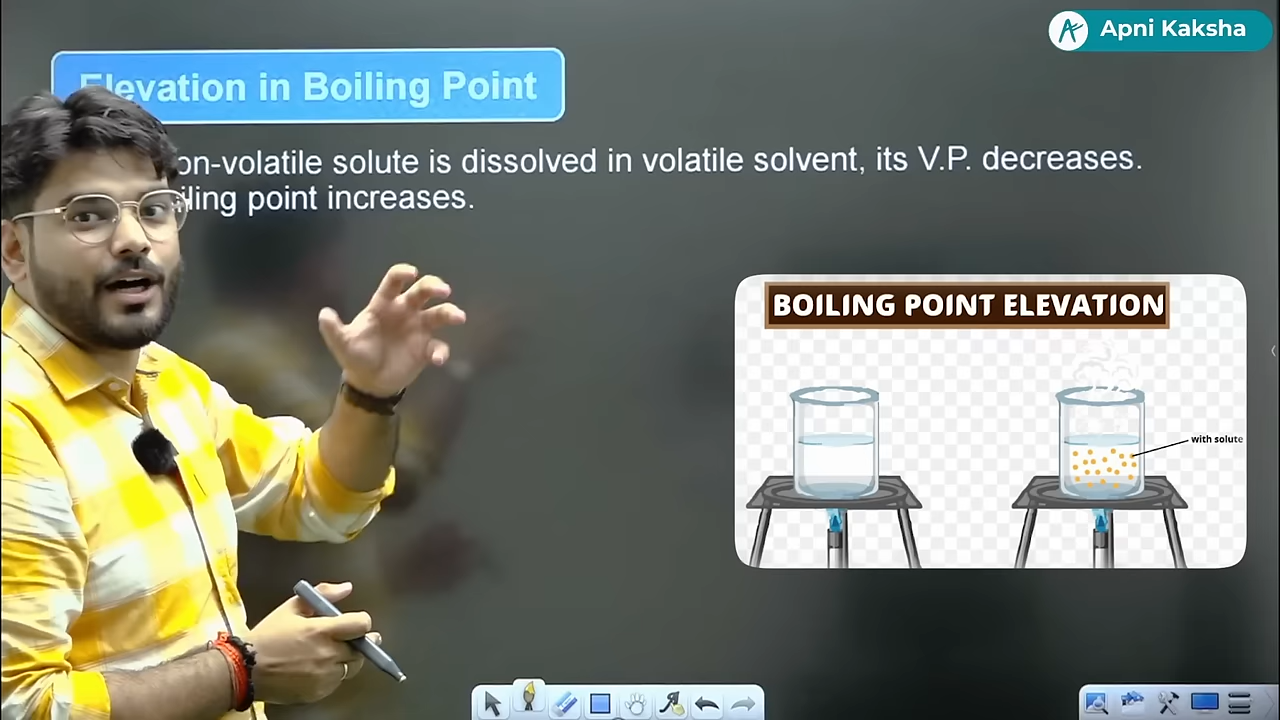 Apni Kaksha
Elevation in Boiling Point
on-volatile solute is dissolved in volatile solvent, its V.P. decreases.
iling point increases.
BOILING POINT ELEVATION
with solute